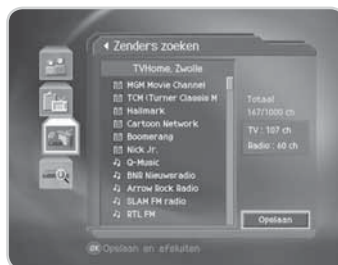 Zenders zoeken
TVHome, Zwolle
MGM Movie Channel
TCM (Turner Classic M
Hallmark
Cartoon Network
Boomerang
Nick Jr.
Q-Music
BNR Nieuwsradio
Arrow Rock Radio
SLAM FM radio
RTL FM
Totaal
167/1000 ch
TV : 107 ch
Radio : 60 ch
Opslaan
OK Opslaan en afsluiten